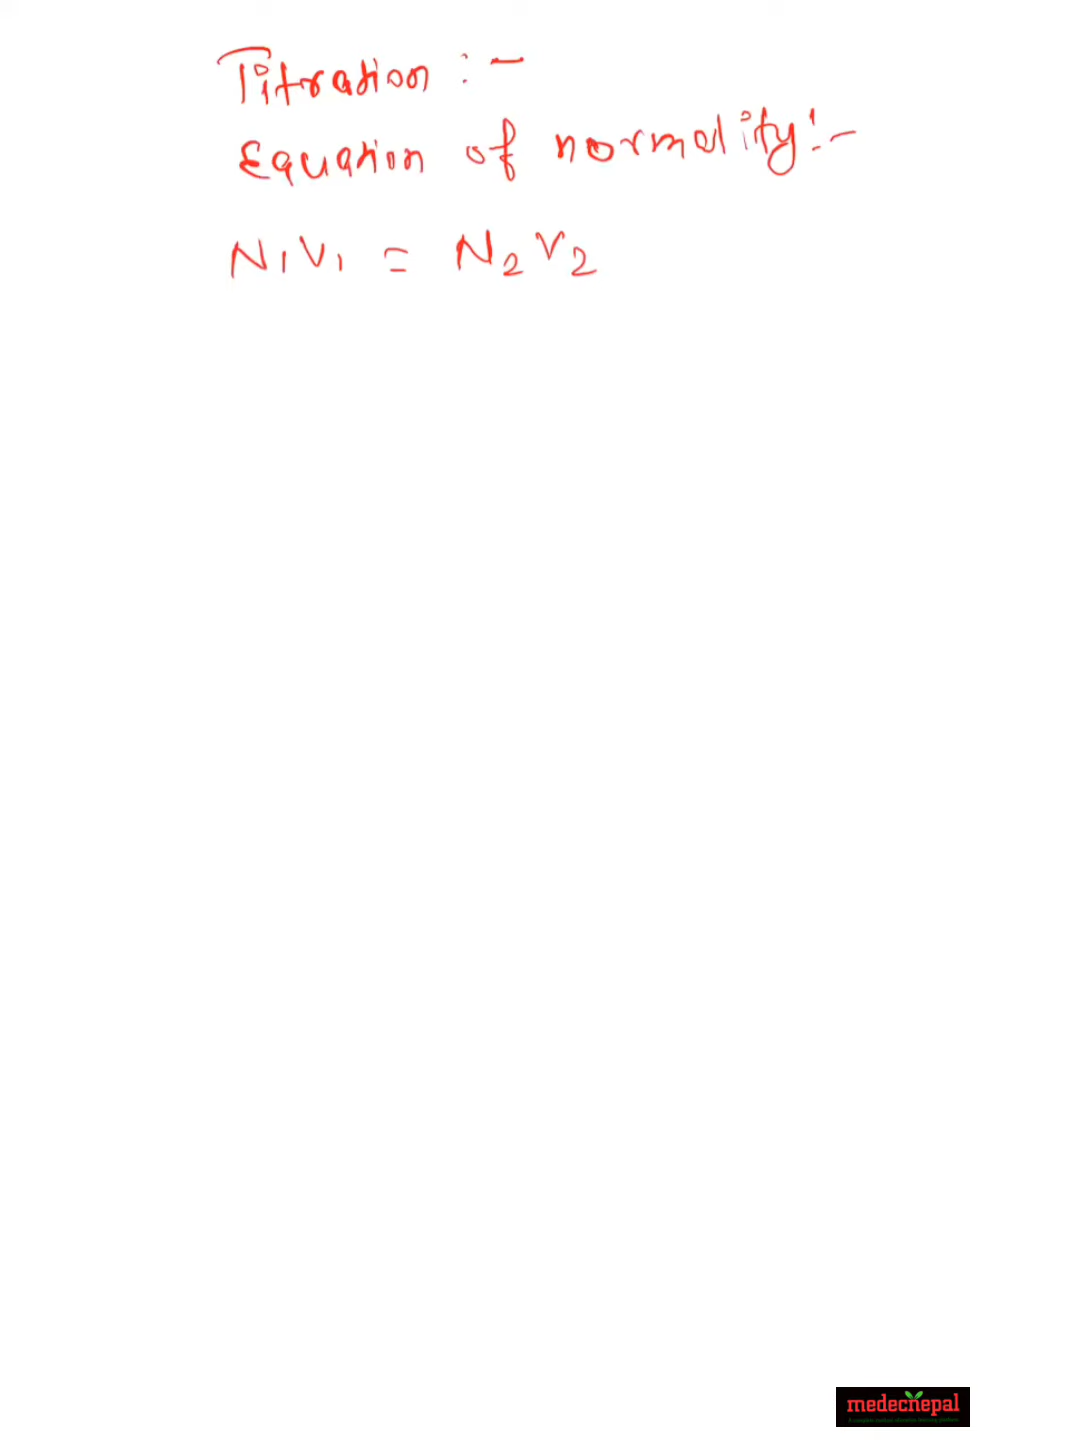 Titration :-
Equation of normality :-
N₁V₁ = N₂V₂
medecnepal